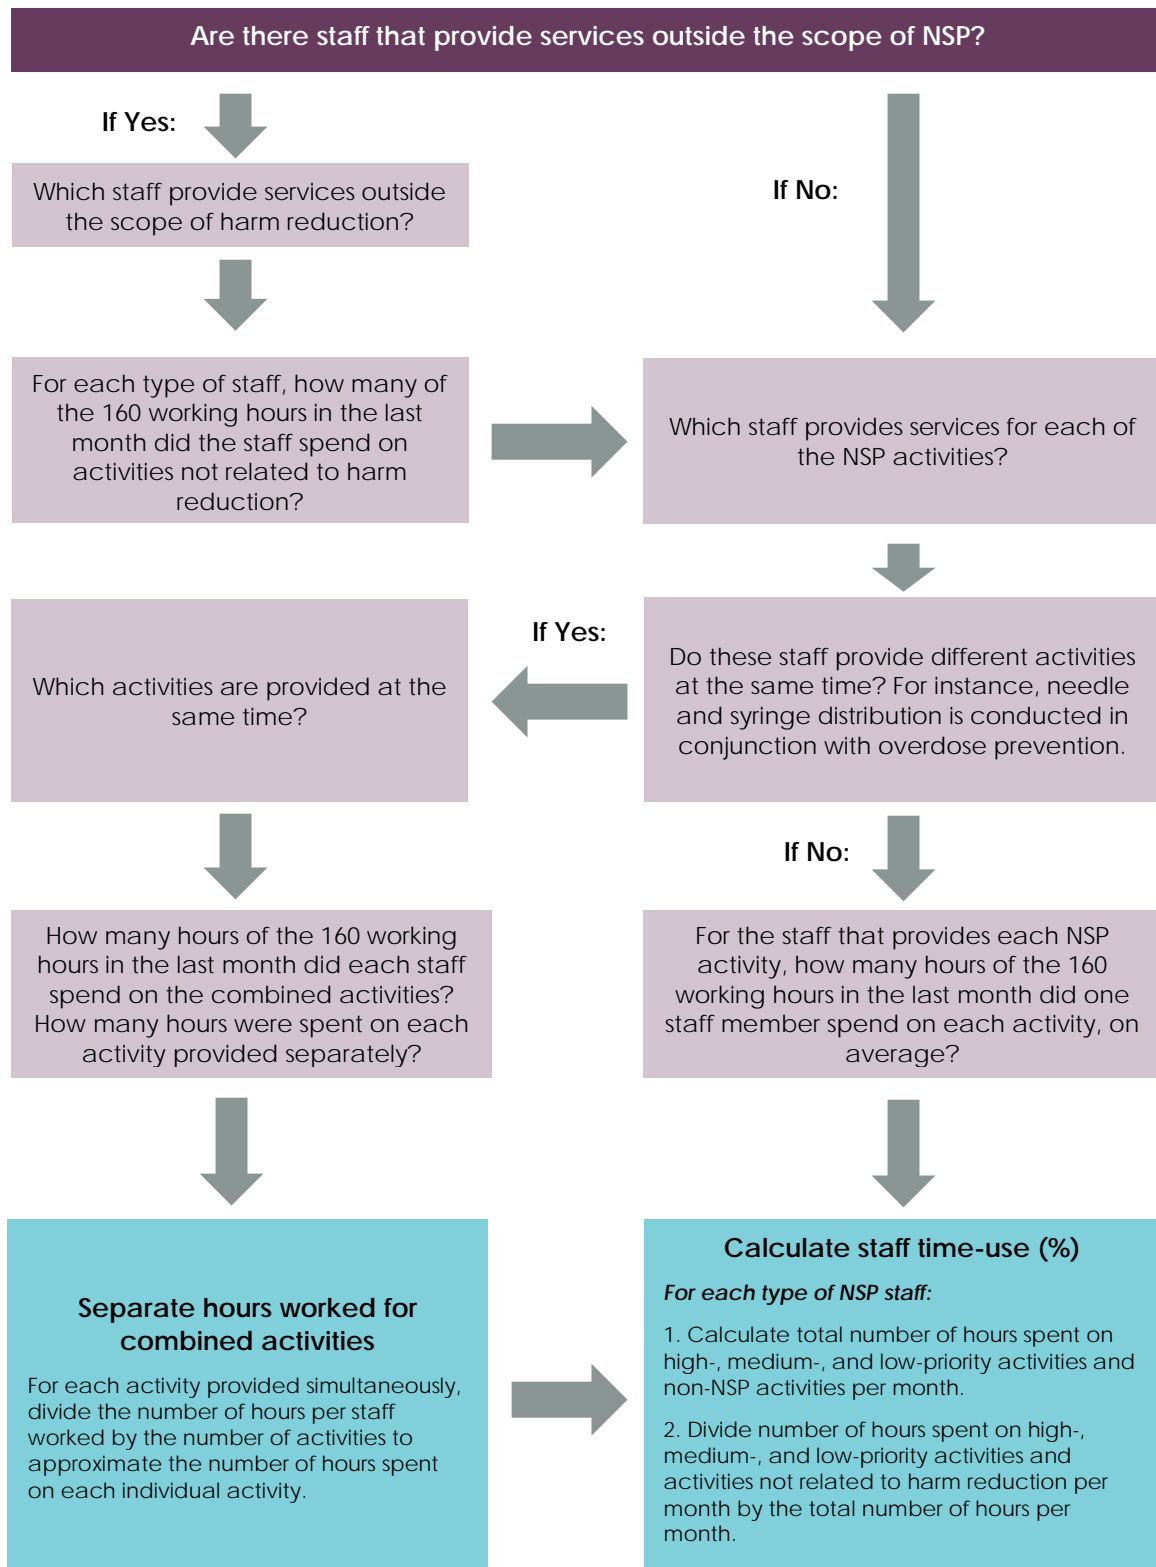 Are there staff that provide services outside the scope of NSP?
If Yes:
Which staff provide services outside
the scope of harm reduction?
If No:
For each type of staff, how many of
the 160 working hours in the last
month did the staff spend on
activities not related to harm
reduction?
Which staff provides services for each of
the NSP activities?
If Yes:
Which activities are provided at the
same time?
Do these staff provide different activities
at the same time? For instance, needle
and syringe distribution is conducted in
conjunction with overdose prevention.
If No:
How many hours of the 160 working
hours in the last month did each staff
spend on the combined activities?
How many hours were spent on each
activity provided separately?
For the staff that provides each NSP
activity, how many hours of the 160
working hours in the last month did one
staff member spend on each activity, on
average?
Separate hours worked for
combined activities
For each activity provided simultaneously,
divide the number of hours per staff
worked by the number of activities to
approximate the number of hours spent
on each individual activity.
Calculate staff time-use (%)
For each type of NSP staff:
1. Calculate total number of hours spent on
high-, medium-, and low-priority activities and
non-NSP activities per month.
2. Divide number of hours spent on high-,
medium-, and low-priority activities and
activities not related to harm reduction per
month by the total number of hours per
month.